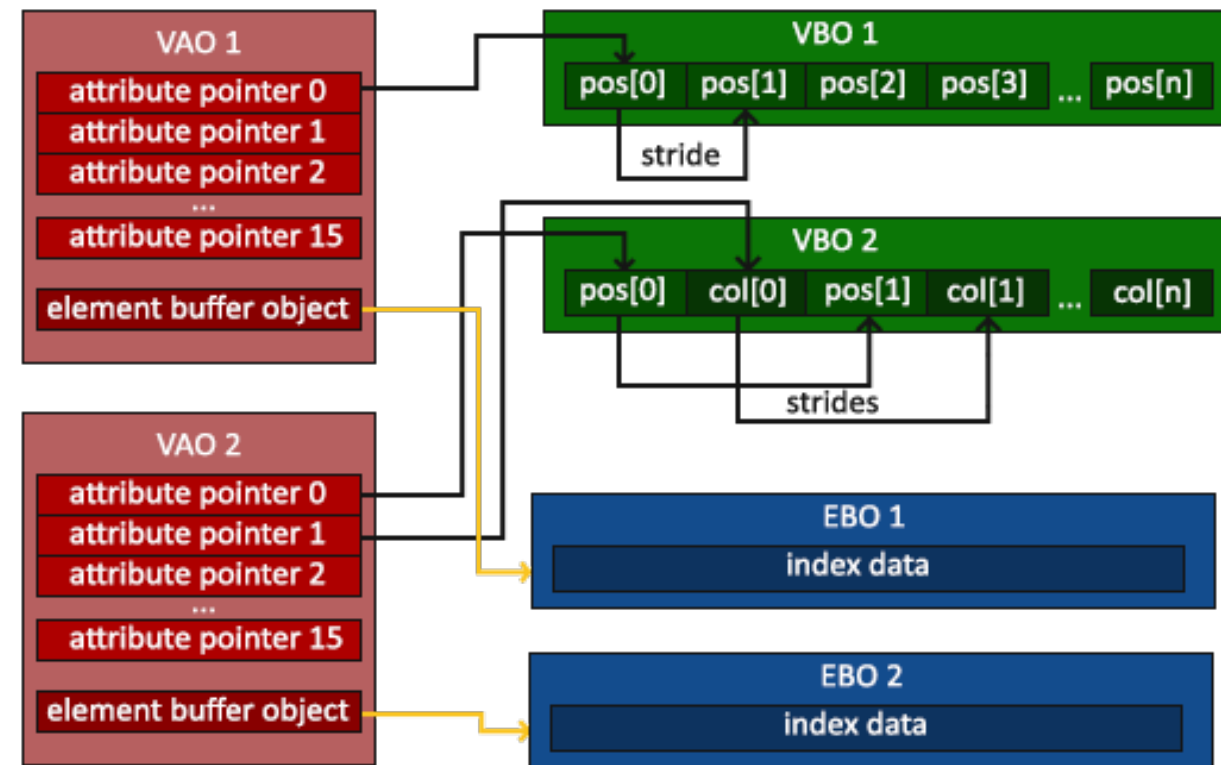 VAO 1
attribute pointer 0
attribute pointer 1
attribute pointer 2
...
attribute pointer 15
element buffer object
VBO 1
pos[0] pos[1] pos[2] pos[3] ... pos[n]
stride
VBO 2
pos[0] col[0] pos[1] col[1] ... col[n]
strides
VAO 2
attribute pointer 0
attribute pointer 1
attribute pointer 2
...
attribute pointer 15
element buffer object
EBO 1
index data
EBO 2
index data